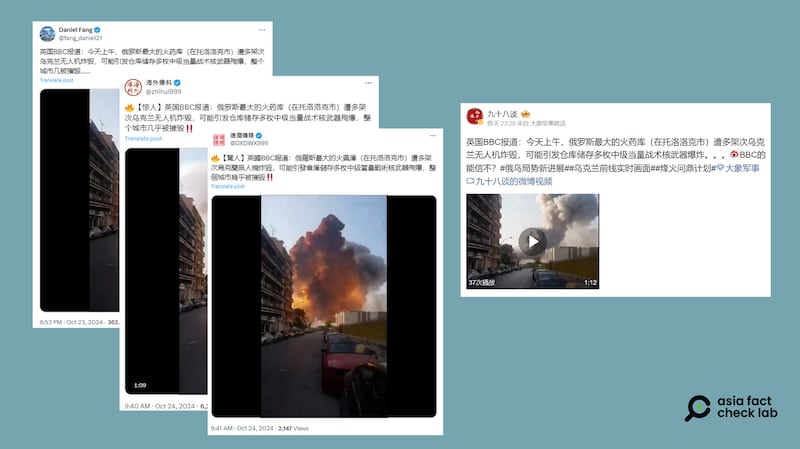 Daniel Fang
@fang_daniel21
英国BBC报道：今天上午，俄罗斯最大的火药库（在托洛洛克市）遭多架次
乌克兰无人机炸毁，可能引发仓库储存多枚中级当量战术核武器殉爆，整个
城市几被摧毁......
Translate post
6:53 PM · Oct 23, 2024 · 363
海外爆料
@zhihui999
🔥【惊人】英国BBC报道：俄罗斯最大的火药库（在托洛洛克市）遭多架
次乌克兰无人机炸毁，可能引发仓库储存多枚中级当量战术核武器殉爆，整
个城市几乎被摧毁‼️
Translate post
1:09
9:40 AM · Oct 24, 2024 ·
@DXDWX999
🔥【驚人】英國BBC報道：俄羅斯最大的火藥庫（在托洛洛克市）遭多架
次烏克蘭無人機炸毀，可能引發倉庫儲存多枚中級當量戰術核武器殉爆，整
個城市幾乎被摧毀‼️
Translate post
9:41 AM · Oct 24, 2024 · 2,147 Views
九十八谈
昨天 23:29 来自 大象军事超话
英国BBC报道：今天上午，俄罗斯最大的火药库（在托洛洛克市）遭多架次乌克
兰无人机炸毁，可能引发仓库储存多枚中级当量战术核武器爆炸。。。BBC的
能信不？#俄乌局势新进展##乌克兰前线实时画面##烽火问鼎计划#大象军事
九十八谈的微博视频
37次播放
1:12
asia fact
check lab